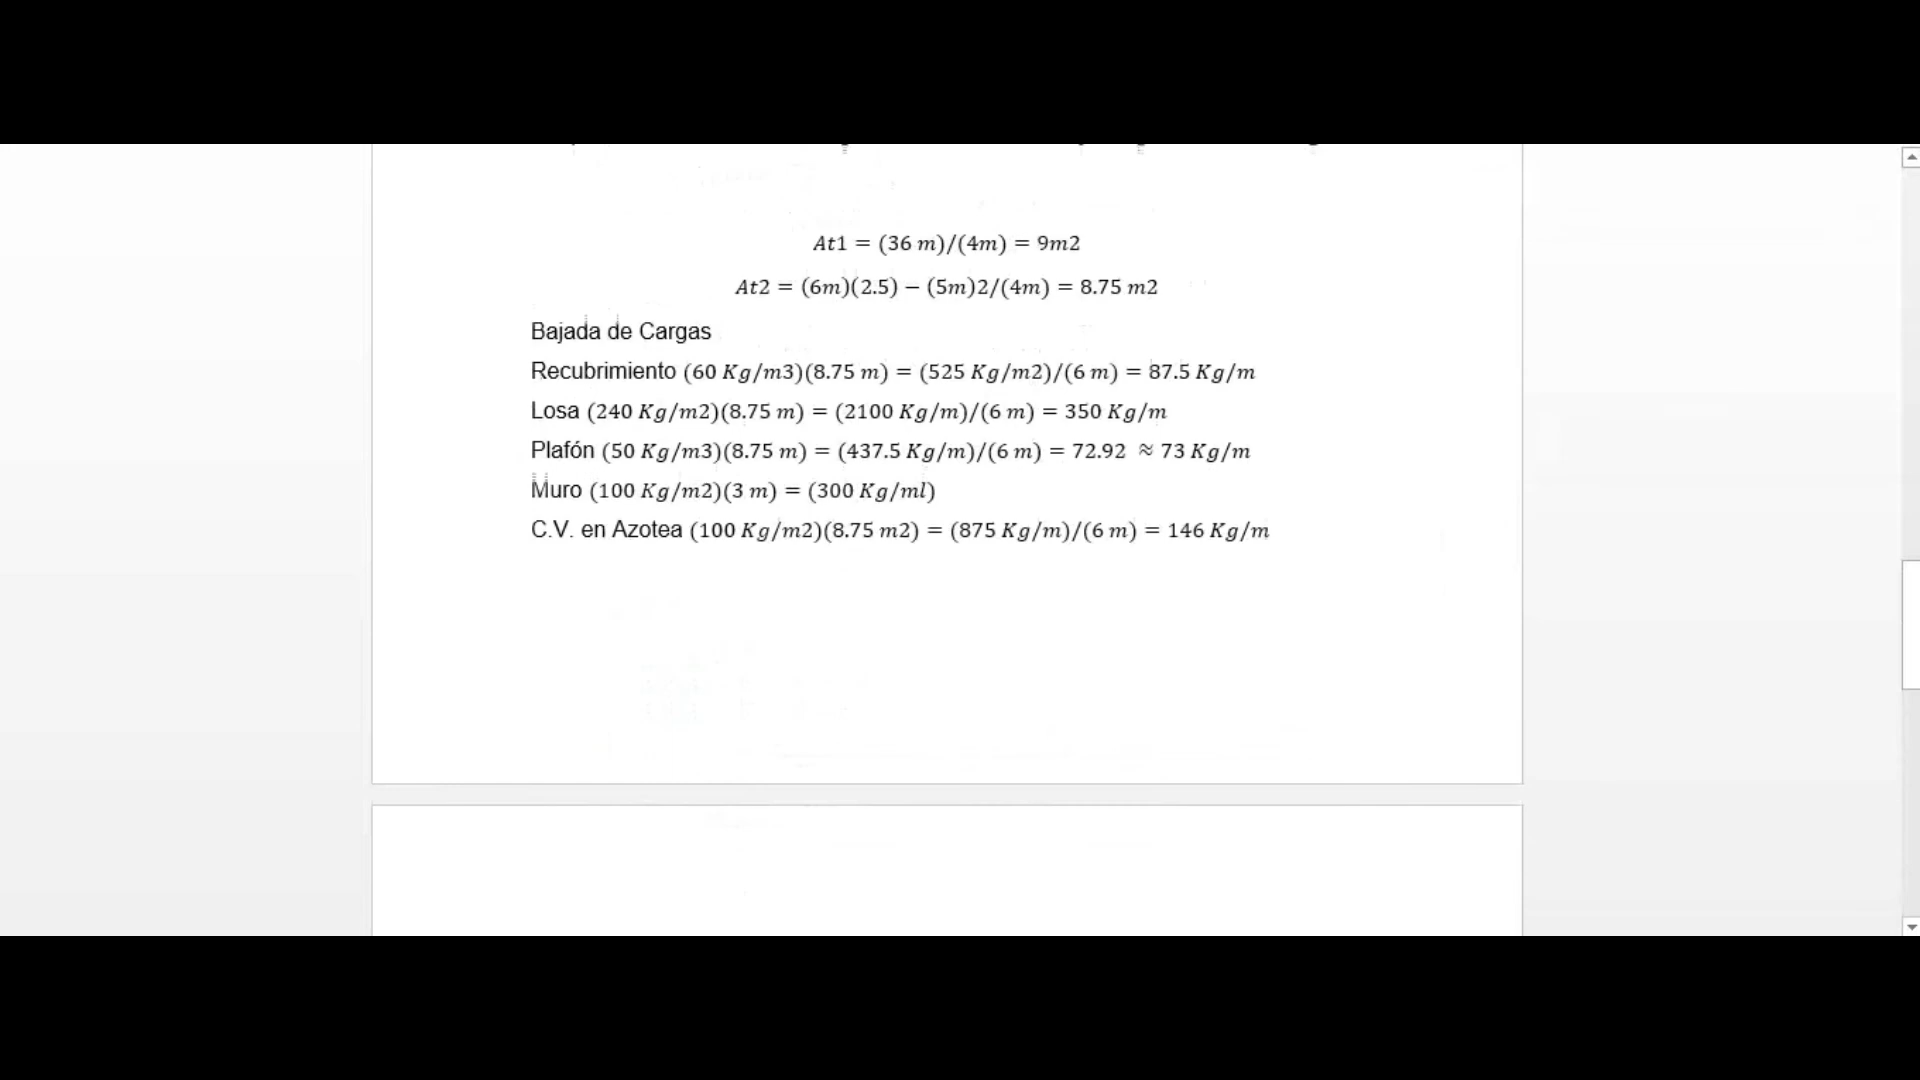 At1 = (36 m)/(4m) = 9m2
At2 = (6m)(2.5) − (5m)2/(4m) = 8.75 m2
Bajada de Cargas
Recubrimiento (60 Kg/m3)(8.75 m) = (525 Kg/m2)/(6 m) = 87.5 Kg/m
Losa (240 Kg/m2)(8.75 m) = (2100 Kg/m)/(6 m) = 350 Kg/m
Plafón (50 Kg/m3)(8.75 m) = (437.5 Kg/m)/(6 m) = 72.92 ≈ 73 Kg/m
Muro (100 Kg/m2)(3 m) = (300 Kg/ml)
C.V. en Azotea (100 Kg/m2)(8.75 m2) = (875 Kg/m)/(6 m) = 146 Kg/m